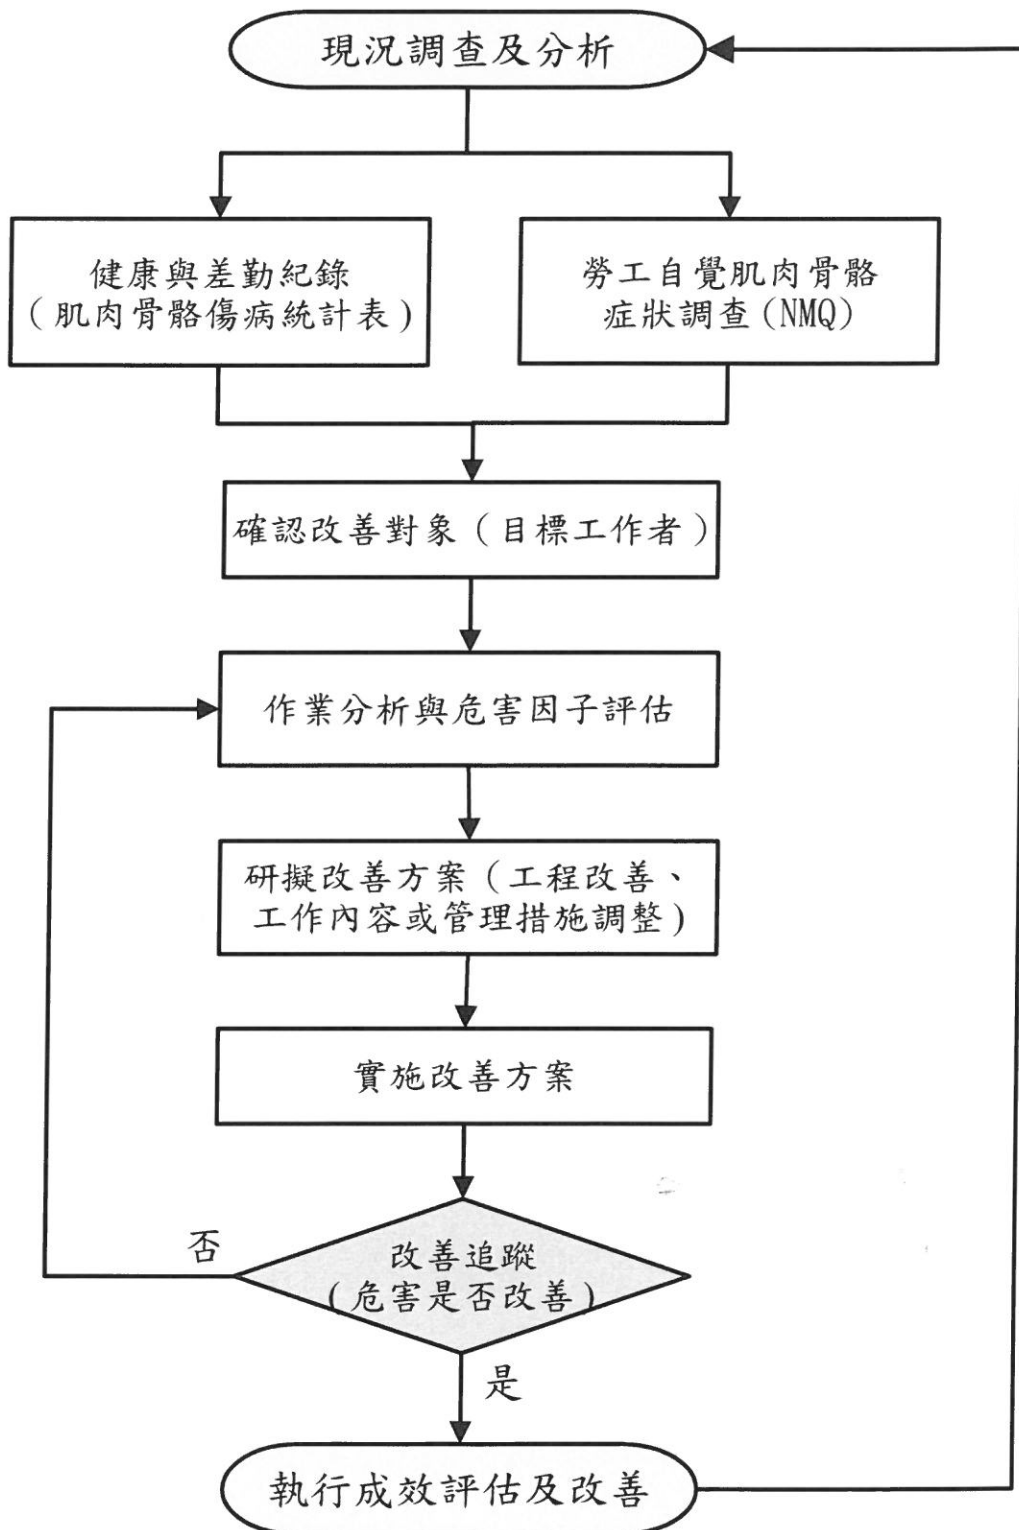 現況調查及分析
健康與差勤紀錄
(肌肉骨骼傷病統計表)
勞工自覺肌肉骨骼
症狀調查(NMQ)
確認改善對象(目標工作者)
作業分析與危害因子評估
研擬改善方案(工程改善、
工作內容或管理措施調整)
實施改善方案
否
改善追蹤
(危害是否改善)
是
執行成效評估及改善